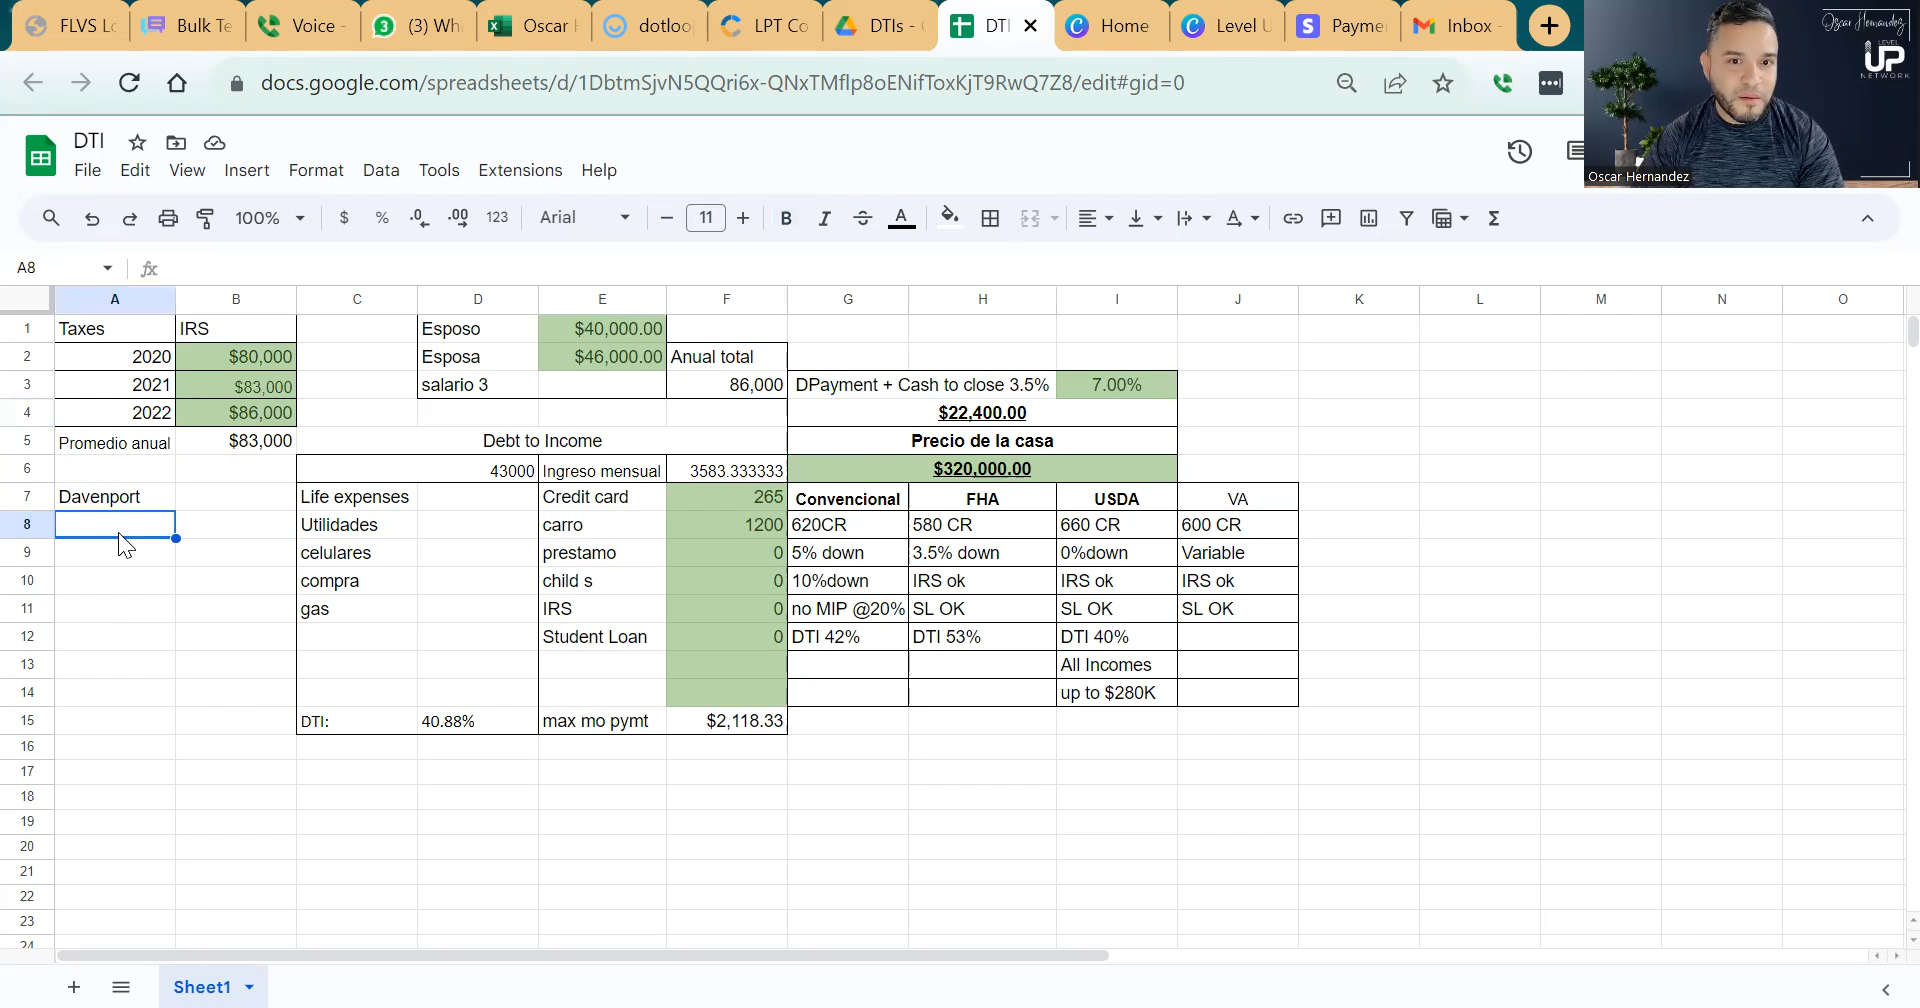 FLVS Lo
Bulk Te
Voice -
(3) Wh
Oscar H
dotloo
LPT Co
DTIs -
DTI
Home
Level U
Payme
Inbox -
docs.google.com/spreadsheets/d/1DbtmSjvN5QQri6x-QNxTMflp8oENifToxKjT9RwQ7Z8/edit#gid=0
Oscar Hernandez
LEVEL
UP
NETWORK
Oscar Hernandez
DTI
File Edit View Insert Format Data Tools Extensions Help
100% $ % .0 .00 123 Arial 11 B I S A
A8 fx
A B C D E F G H I J K L M N O
1 Taxes IRS Esposo $40,000.00
2 2020 $80,000 Esposa $46,000.00 Anual total
3 2021 $83,000 salario 3 86,000 DPayment + Cash to close 3.5% 7.00%
4 2022 $86,000 $22,400.00
5 Promedio anual $83,000 Debt to Income Precio de la casa
6 43000 Ingreso mensual 3583.333333 $320,000.00
7 Davenport Life expenses Credit card 265 Convencional FHA USDA VA
8 Utilidades carro 1200 620CR 580 CR 660 CR 600 CR
9 celulares prestamo 0 5% down 3.5% down 0%down Variable
10 compra child s 0 10%down IRS ok IRS ok IRS ok
11 gas IRS 0 no MIP @20% SL OK SL OK SL OK
12 Student Loan 0 DTI 42% DTI 53% DTI 40%
13 All Incomes
14 up to $280K
15 DTI: 40.88% max mo pymt $2,118.33
16
17
18
19
20
21
22
23
24
Sheet1